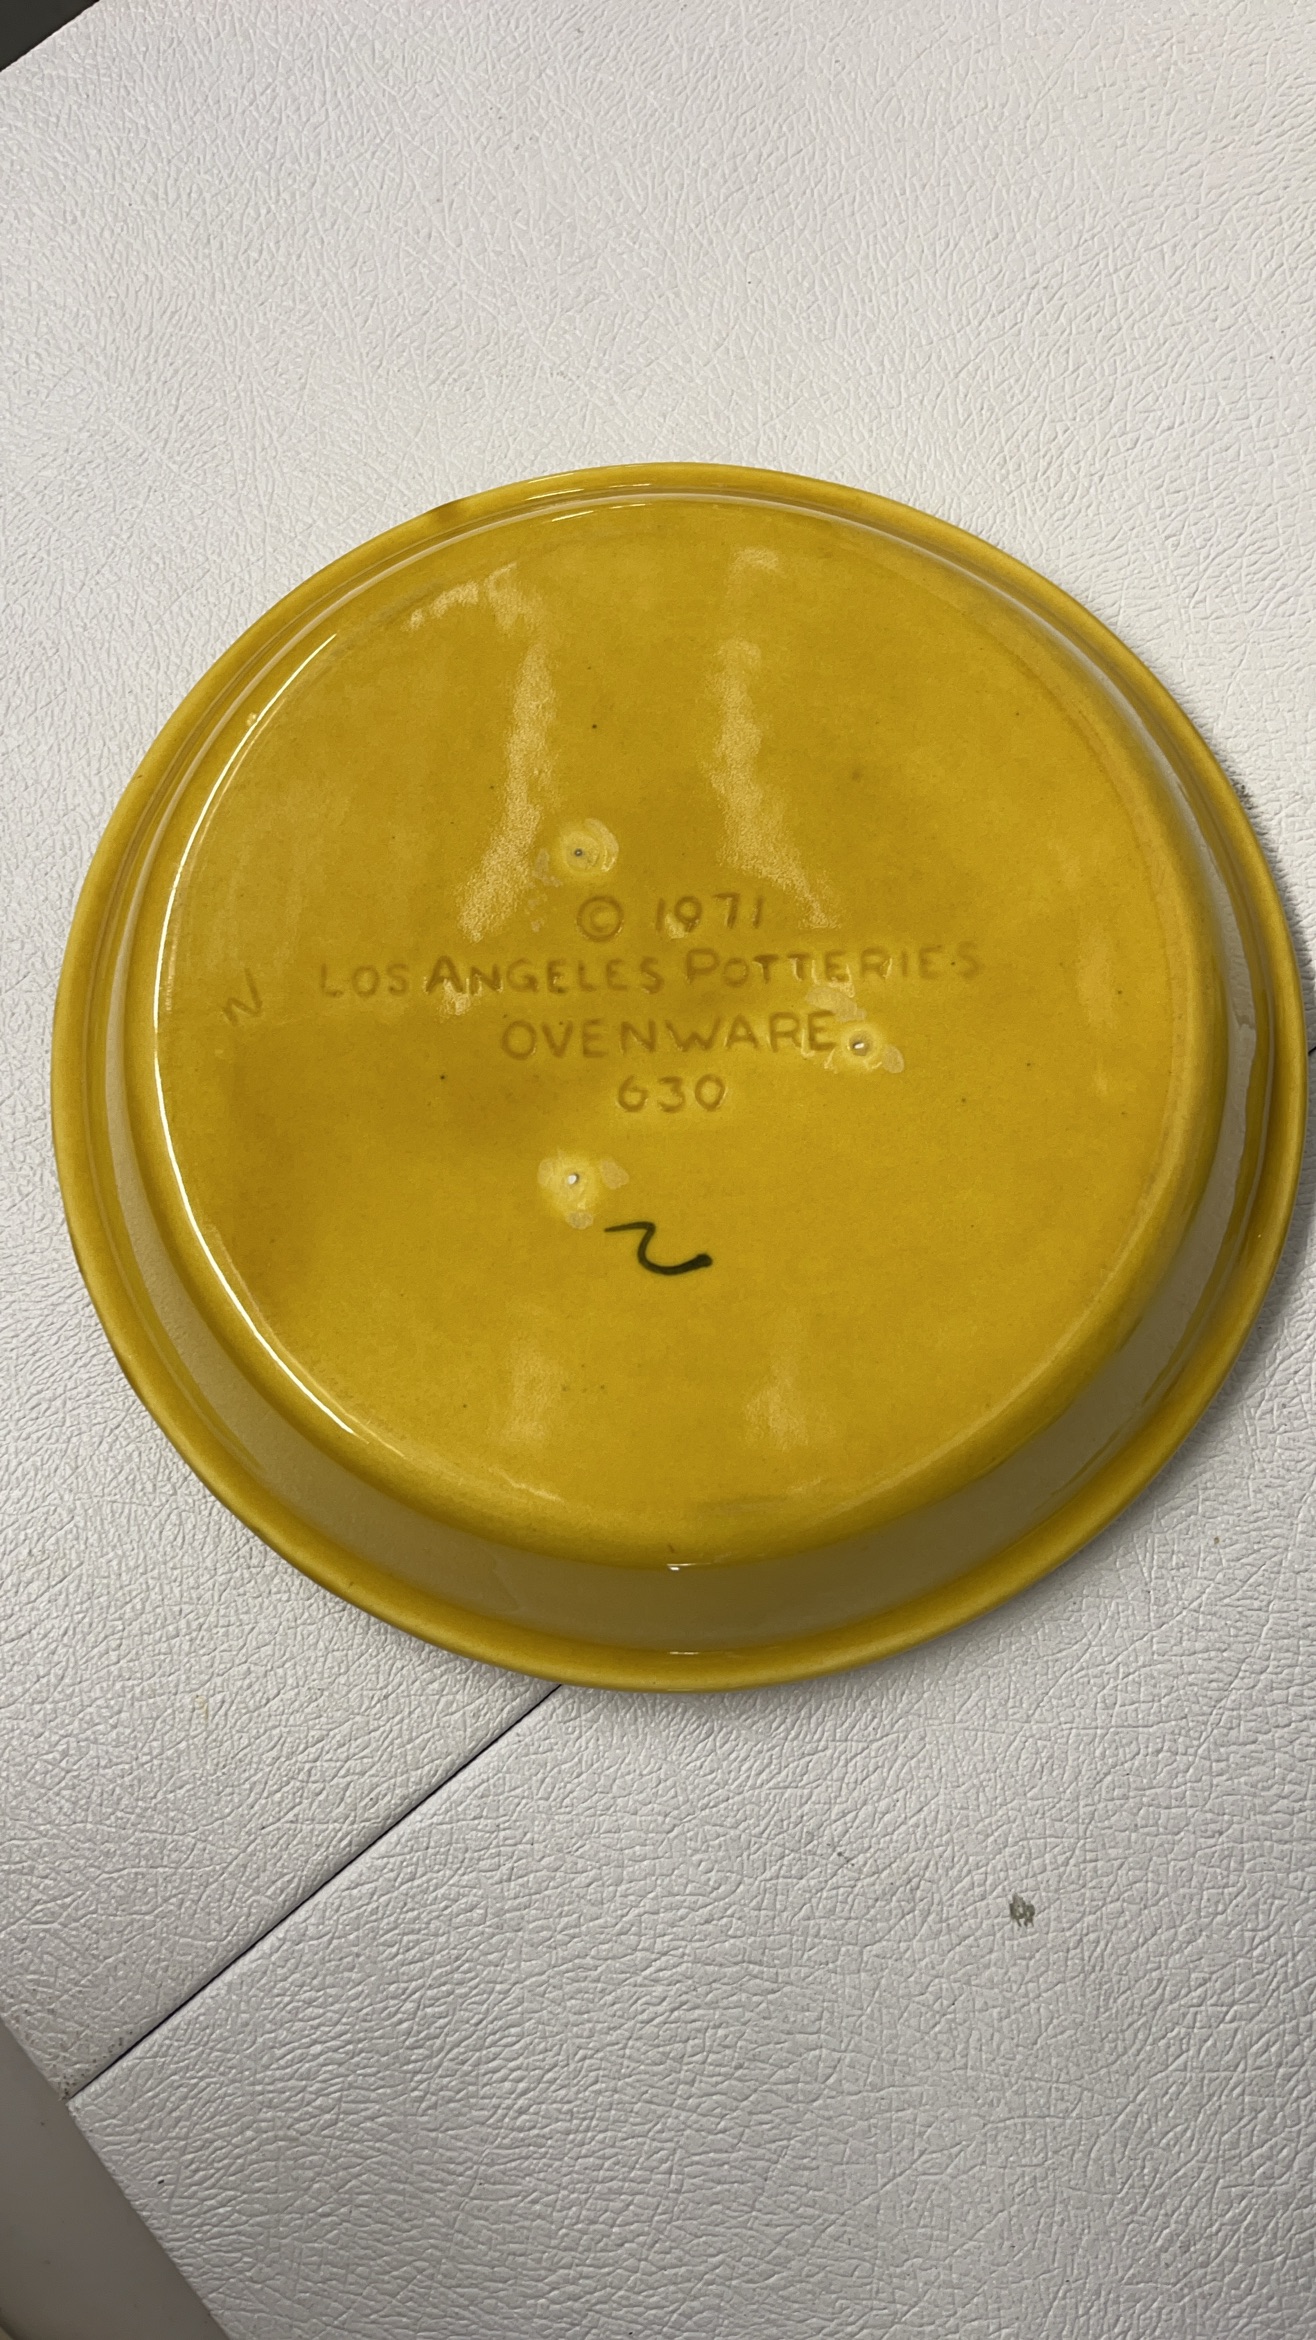 © 1971
LOS ANGELES POTTERIES
OVENWARE
630